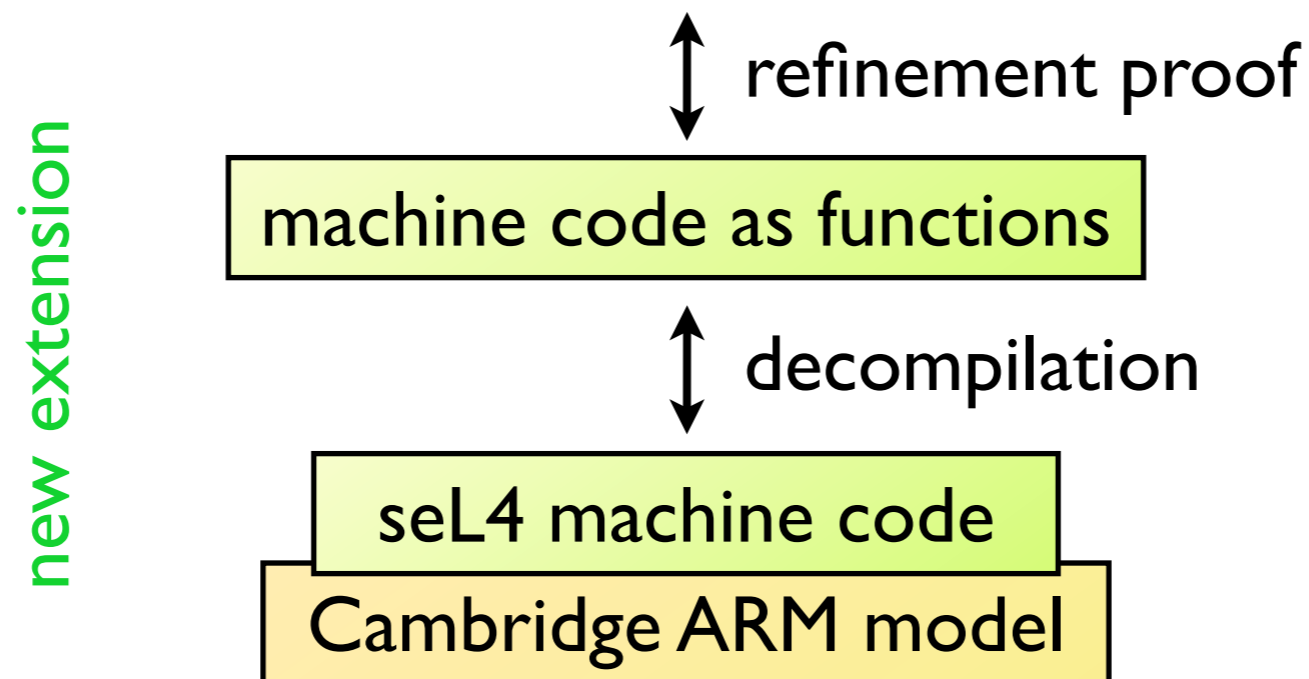 refinement proof
new extension
machine code as functions
decompilation
seL4 machine code
Cambridge ARM model